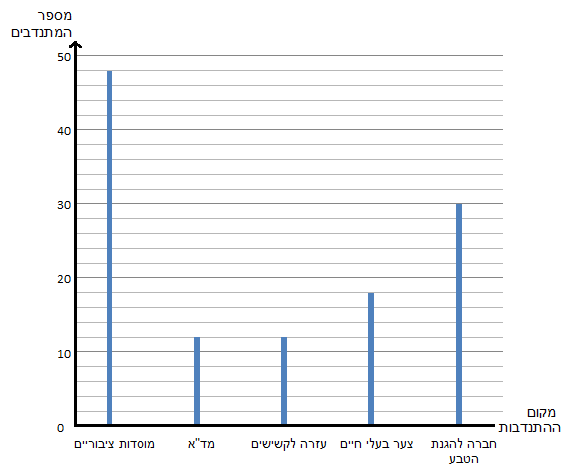 מספר
המתנדבים
50
40
30
20
10
0
מקום
ההתנדבות
מוסדות ציבוריים
מד"א
עזרה לקשישים
צער בעלי חיים
חברה להגנת
הטבע